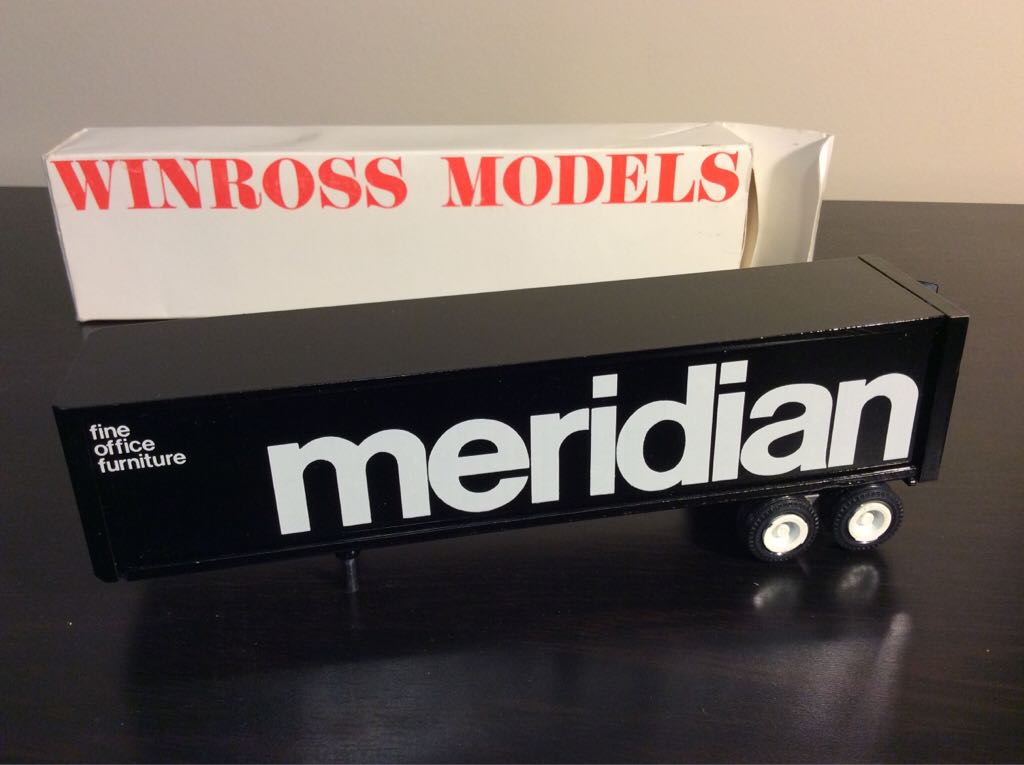 WINROSS MODELS
fine
office
furniture
meridian